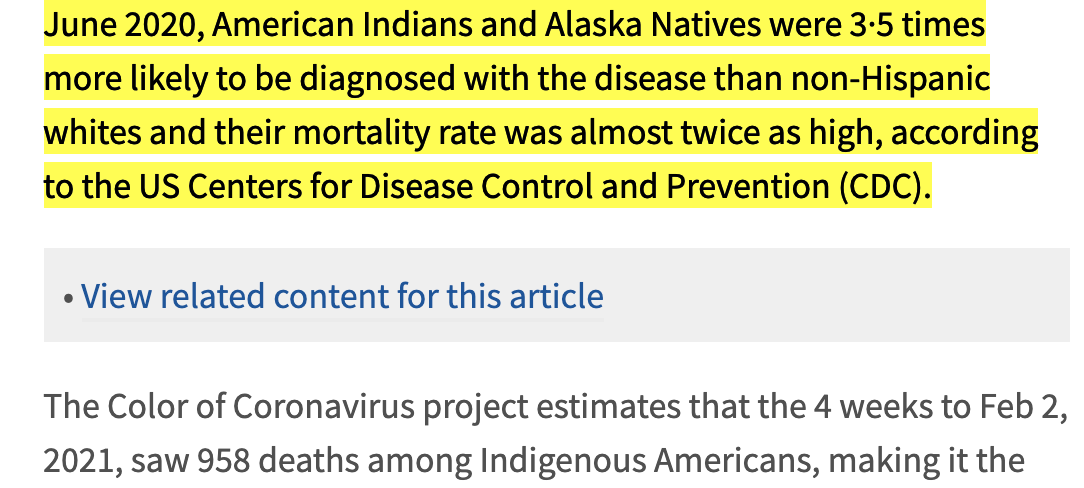 June 2020, American Indians and Alaska Natives were 3·5 times
more likely to be diagnosed with the disease than non-Hispanic
whites and their mortality rate was almost twice as high, according
to the US Centers for Disease Control and Prevention (CDC).
• View related content for this article
The Color of Coronavirus project estimates that the 4 weeks to Feb 2,
2021, saw 958 deaths among Indigenous Americans, making it the